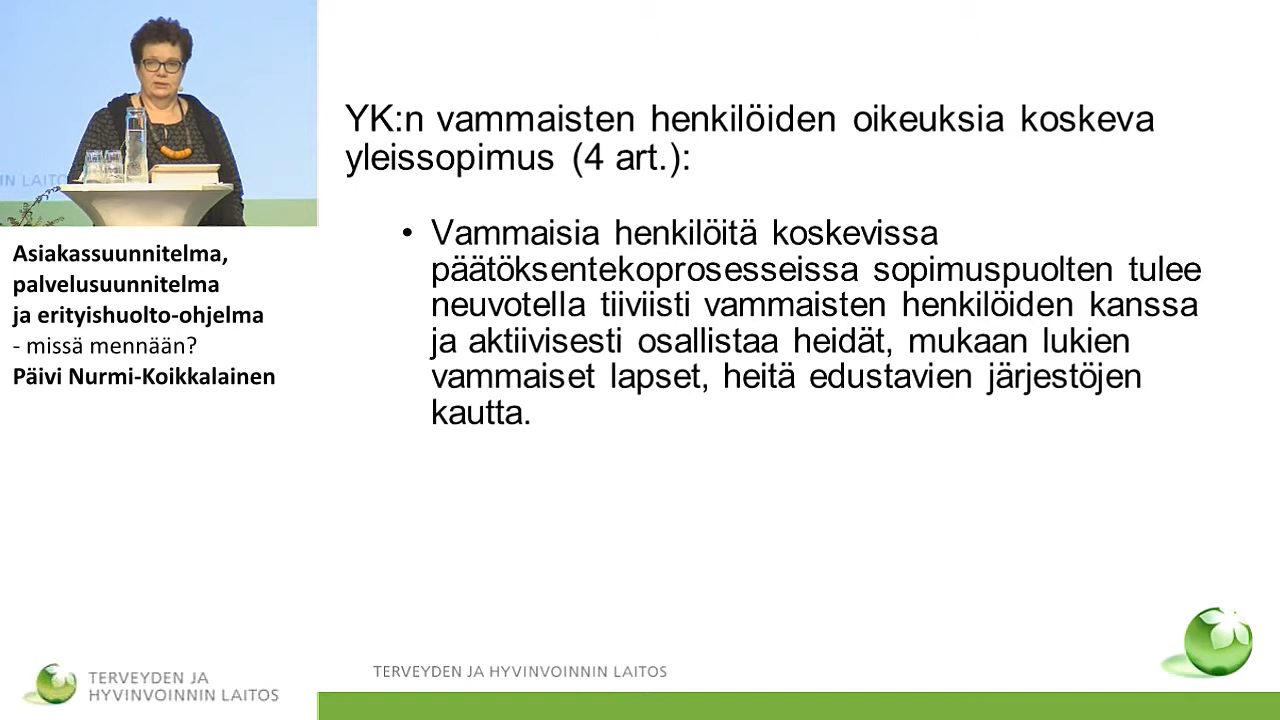 IN LAITO
Asiakassuunnitelma,
palvelusuunnitelma
ja erityishuolto-ohjelma
- missä mennään?
Päivi Nurmi-Koikkalainen
TERVEYDEN JA
HYVINVOINNIN LAITOS
YK:n vammaisten henkilöiden oikeuksia koskeva
yleissopimus (4 art.):
• Vammaisia henkilöitä koskevissa
päätöksentekoprosesseissa sopimuspuolten tulee
neuvotella tiiviisti vammaisten henkilöiden kanssa
ja aktiivisesti osallistaa heidät, mukaan lukien
vammaiset lapset, heitä edustavien järjestöjen
kautta.
TERVEYDEN JA HYVINVOINNIN LAITOS